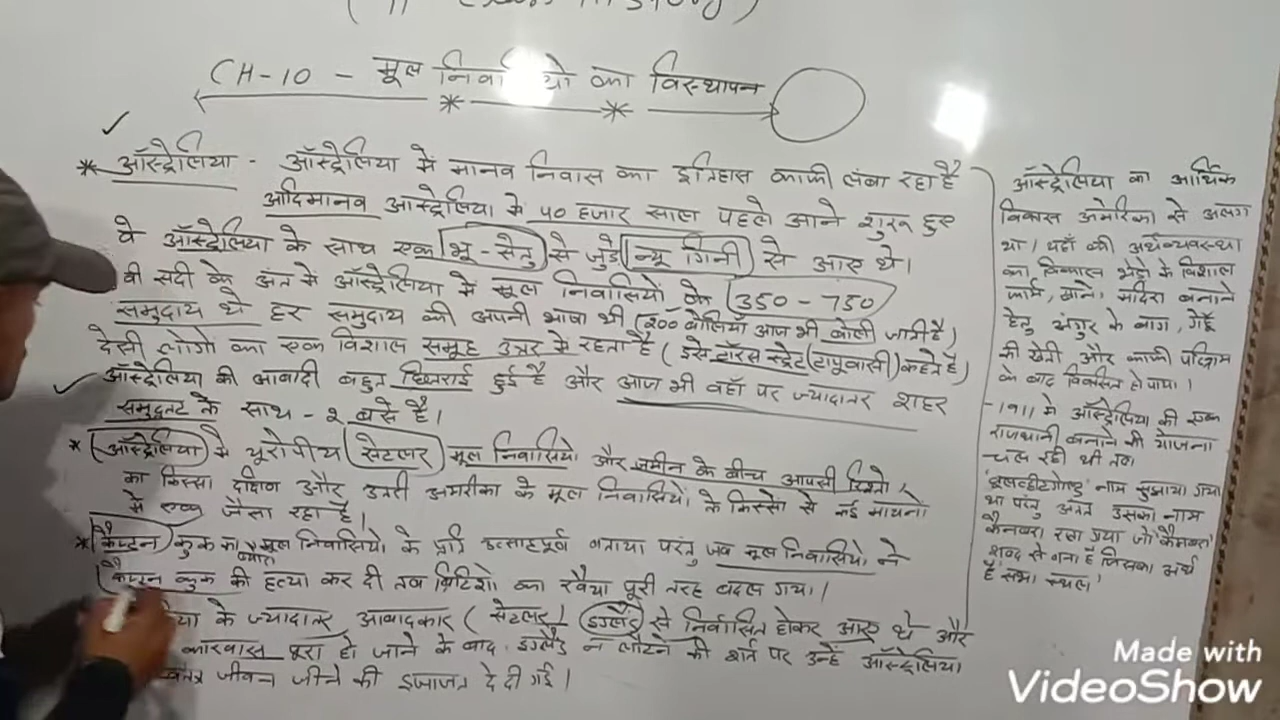 (11 Class History)
CH-10 - मूल निवासियों का विस्थापन
* ऑस्ट्रेलिया - ऑस्ट्रेलिया में मानव निवास का इतिहास काफी लंबा रहा है
आदिमानव ऑस्ट्रेलिया में 40 हजार साल पहले आने शुरू हुए
वे ऑस्ट्रेलिया के साथ एक भू-सेतु से जुड़े न्यू गिनी से आए थे।
वी सदी के अंत में ऑस्ट्रेलिया में मूल निवासियों के 350 - 750
समुदाय थे हर समुदाय की अपनी भाषा थी (200 बोलियाँ आज भी बोली जाती है)
देसी लोगों का एक विशाल समूह उत्तर में रहता है (इसे टॉरस स्ट्रेट (टापूवासी) कहते है)
ऑस्ट्रेलिया की आबादी बहुत छितराई हुई है और आज भी वहाँ पर ज्यादातर शहर
समुद्रतट के साथ-२ बसे है।
* ऑस्ट्रेलिया में यूरोपीय सेटलर मूल निवासियो और जमीन के बीच आपसी रिश्तो
का किस्सा दक्षिण और उत्तरी अमरीका के मूल निवासियों के किस्से से कई मायनो
में एक जैसा रहा है।
* कैप्टन कुक का मूल निवासियो के प्रति उत्साहपूर्व बताया परंतु जब मूल निवासियो ने
कैप्टन कुक की हत्या कर दी तब ब्रिटिशो का रवैया पूरी तरह बदल गया।
या के ज्यादातर आबादकार (सेटलर) इंग्लैंड से निर्वासित होकर आए थे और
कारवास पूरा हो जाने के बाद इंग्लैंड न लौटने की शर्त पर उन्हें ऑस्ट्रेलिया
जीवन जीने की इजाजत दे दी गई।
ऑस्ट्रेलिया का आर्थिक
विकास अमेरिका से अलग
था। यहाँ की अर्थव्यवस्था
का विकास भेड़ो के विशाल
फार्म, खाने, मदिरा बनाने
हेतु अंगुर के बाग, गेहूँ
की खेती और काफी परिश्रम
के बाद विकसित हो पाया।
-1911 में ऑस्ट्रेलिया की एक
राजधानी बनाने की योजना
चल रही थी तब
नाम सुझाया गया
था परंतु अंतत उसका नाम
कैनबरा रखा गया जो कैमबरा
शब्द से बना है जिसका अर्थ
है सभा स्थल।
Made with
VideoShow